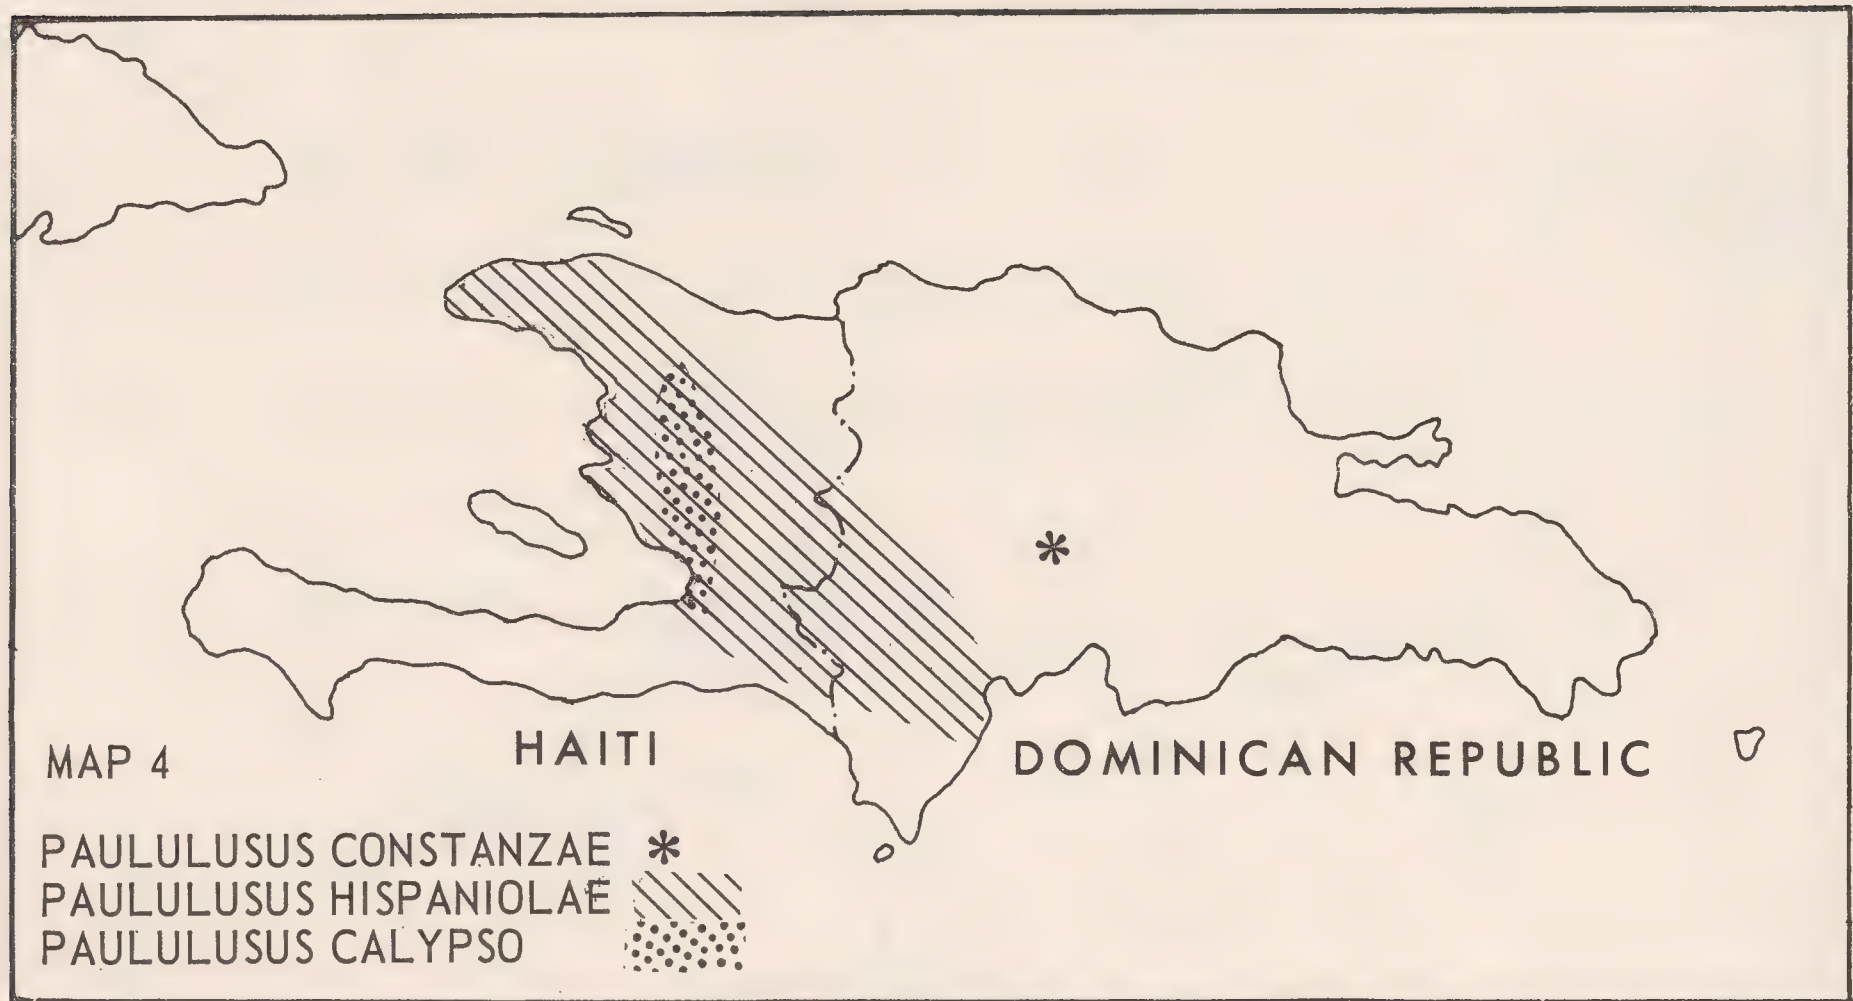 HAITI
DOMINICAN REPUBLIC
MAP 4
PAULULUSUS CONSTANZAE *
PAULULUSUS HISPANIOLAE
PAULULUSUS CALYPSO